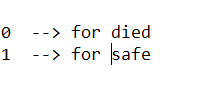 0  --> for died
1  --> for safe